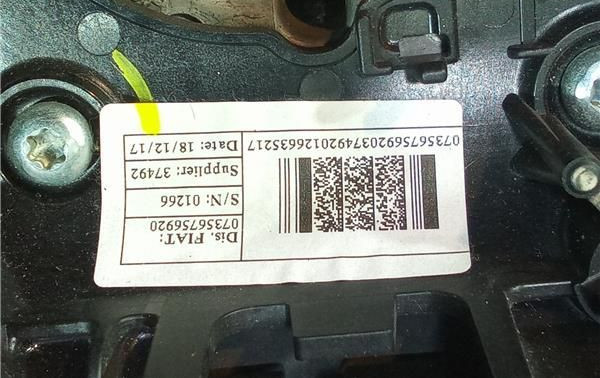 Dis. FIAT:
07356756920
S/N: 01266
Supplier: 37492
Date: 18/12/17
07356756920374920126635217